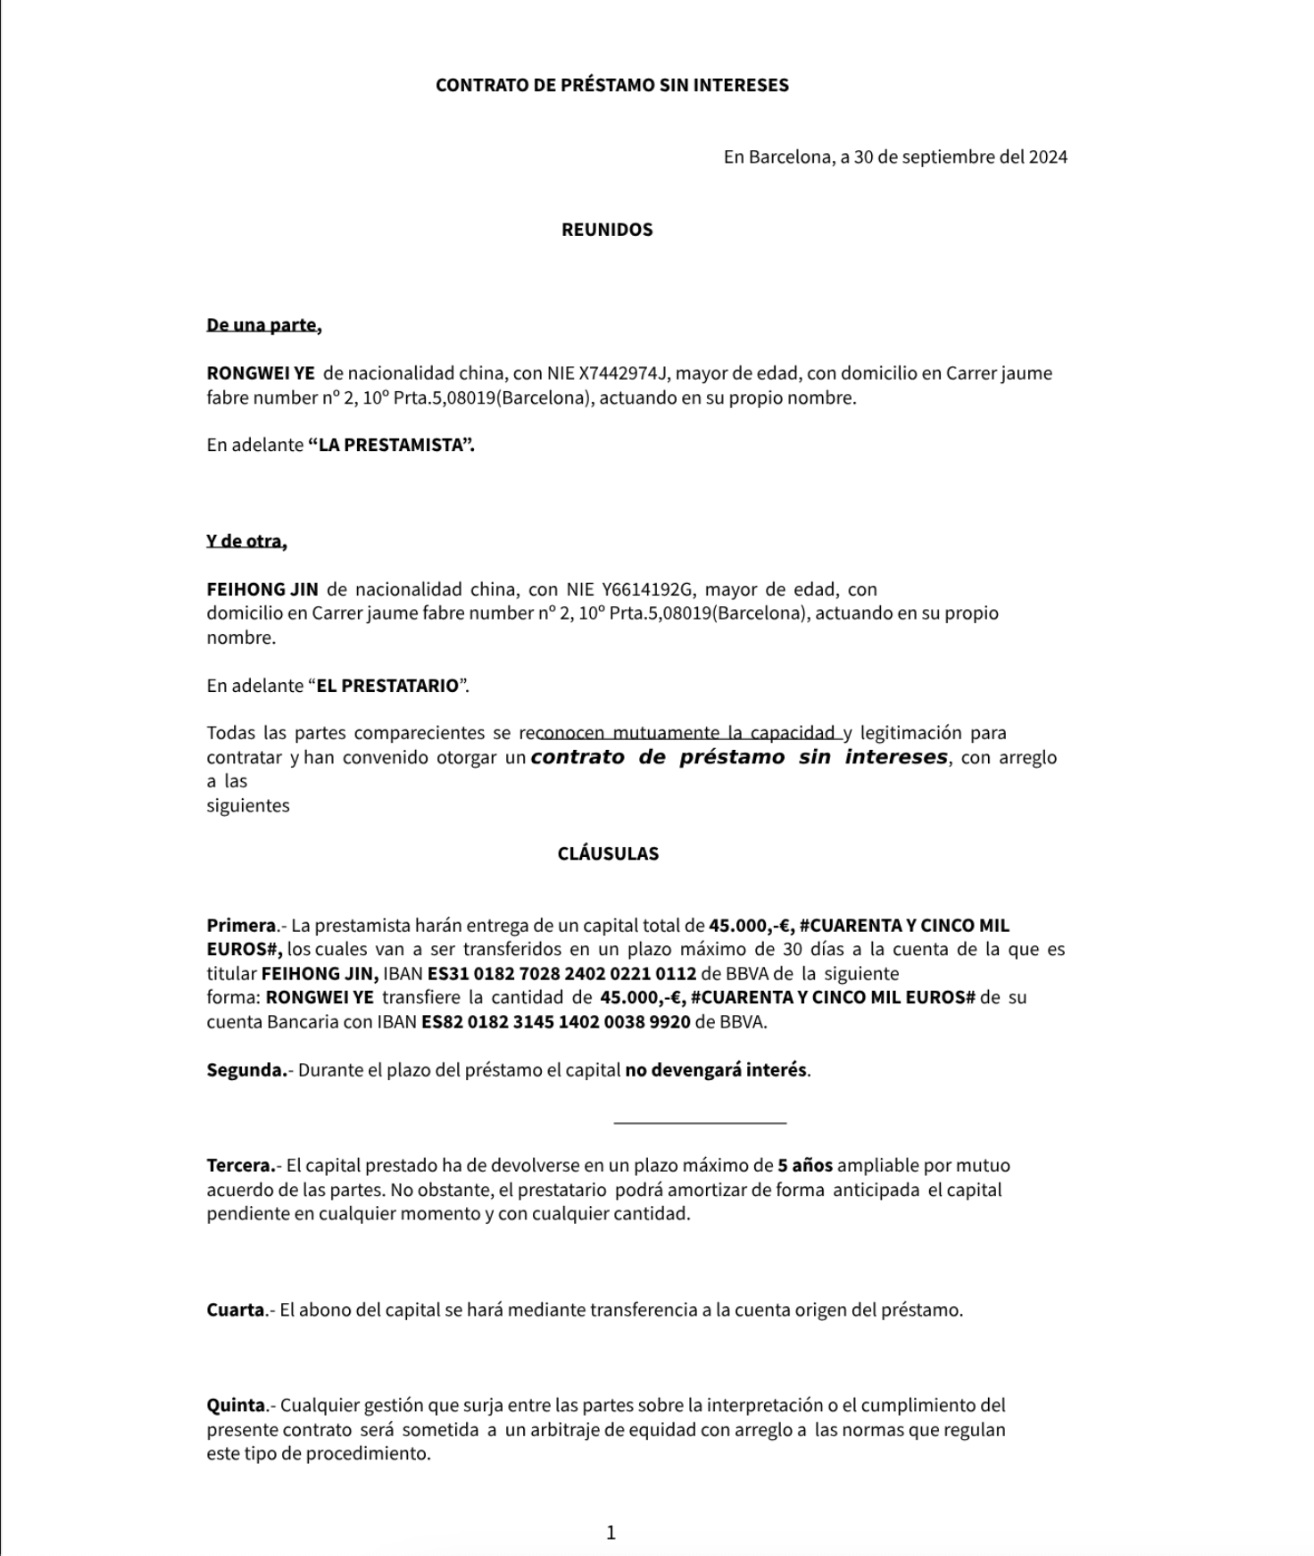 CONTRATO DE PRÉSTAMO SIN INTERESES
En Barcelona, a 30 de septiembre del 2024
REUNIDOS
De una parte,
RONGWEI YE de nacionalidad china, con NIE X7442974J, mayor de edad, con domicilio en Carrer jaume
fabre number nº 2, 10º Prta.5,08019(Barcelona), actuando en su propio nombre.
En adelante “LA PRESTAMISTA”.
Y de otra,
FEIHONG JIN de nacionalidad china, con NIE Y6614192G, mayor de edad, con
domicilio en Carrer jaume fabre number nº 2, 10º Prta.5,08019(Barcelona), actuando en su propio
nombre.
En adelante “EL PRESTATARIO”.
Todas las partes comparecientes se reconocen mutuamente la capacidad y legitimación para
contratar y han convenido otorgar un contrato de préstamo sin intereses, con arreglo
a las
siguientes
CLÁUSULAS
Primera.- La prestamista harán entrega de un capital total de 45.000,-€, #CUARENTA Y CINCO MIL
EUROS#, los cuales van a ser transferidos en un plazo máximo de 30 días a la cuenta de la que es
titular FEIHONG JIN, IBAN ES31 0182 7028 2402 0221 0112 de BBVA de la siguiente
forma: RONGWEI YE transfiere la cantidad de 45.000,-€, #CUARENTA Y CINCO MIL EUROS# de su
cuenta Bancaria con IBAN ES82 0182 3145 1402 0038 9920 de BBVA.
Segunda.- Durante el plazo del préstamo el capital no devengará interés.
Tercera.- El capital prestado ha de devolverse en un plazo máximo de 5 años ampliable por mutuo
acuerdo de las partes. No obstante, el prestatario podrá amortizar de forma anticipada el capital
pendiente en cualquier momento y con cualquier cantidad.
Cuarta.- El abono del capital se hará mediante transferencia a la cuenta origen del préstamo.
Quinta.- Cualquier gestión que surja entre las partes sobre la interpretación o el cumplimiento del
presente contrato será sometida a un arbitraje de equidad con arreglo a las normas que regulan
este tipo de procedimiento.
1